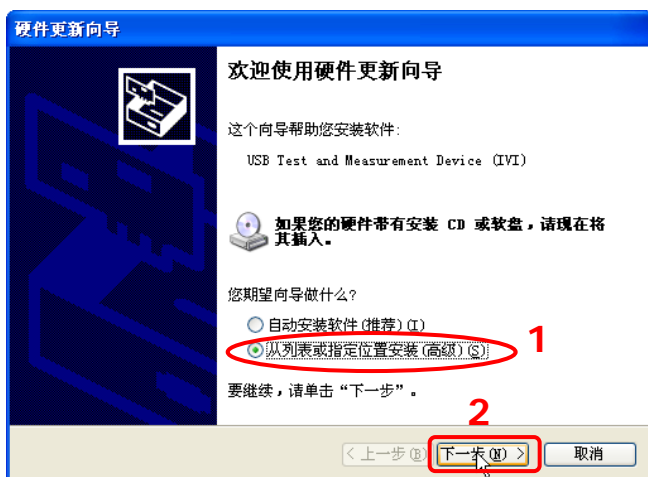 硬件更新向导
欢迎使用硬件更新向导
这个向导帮助您安装软件:
USB Test and Measurement Device (IVI)
如果您的硬件带有安装 CD 或软盘，请现在将
其插入。
您期望向导做什么?
自动安装软件(推荐)(I)
从列表或指定位置安装(高级)(S)
1
要继续，请单击“下一步”。
2
< 上一步(B)
下一步(N) >
取消